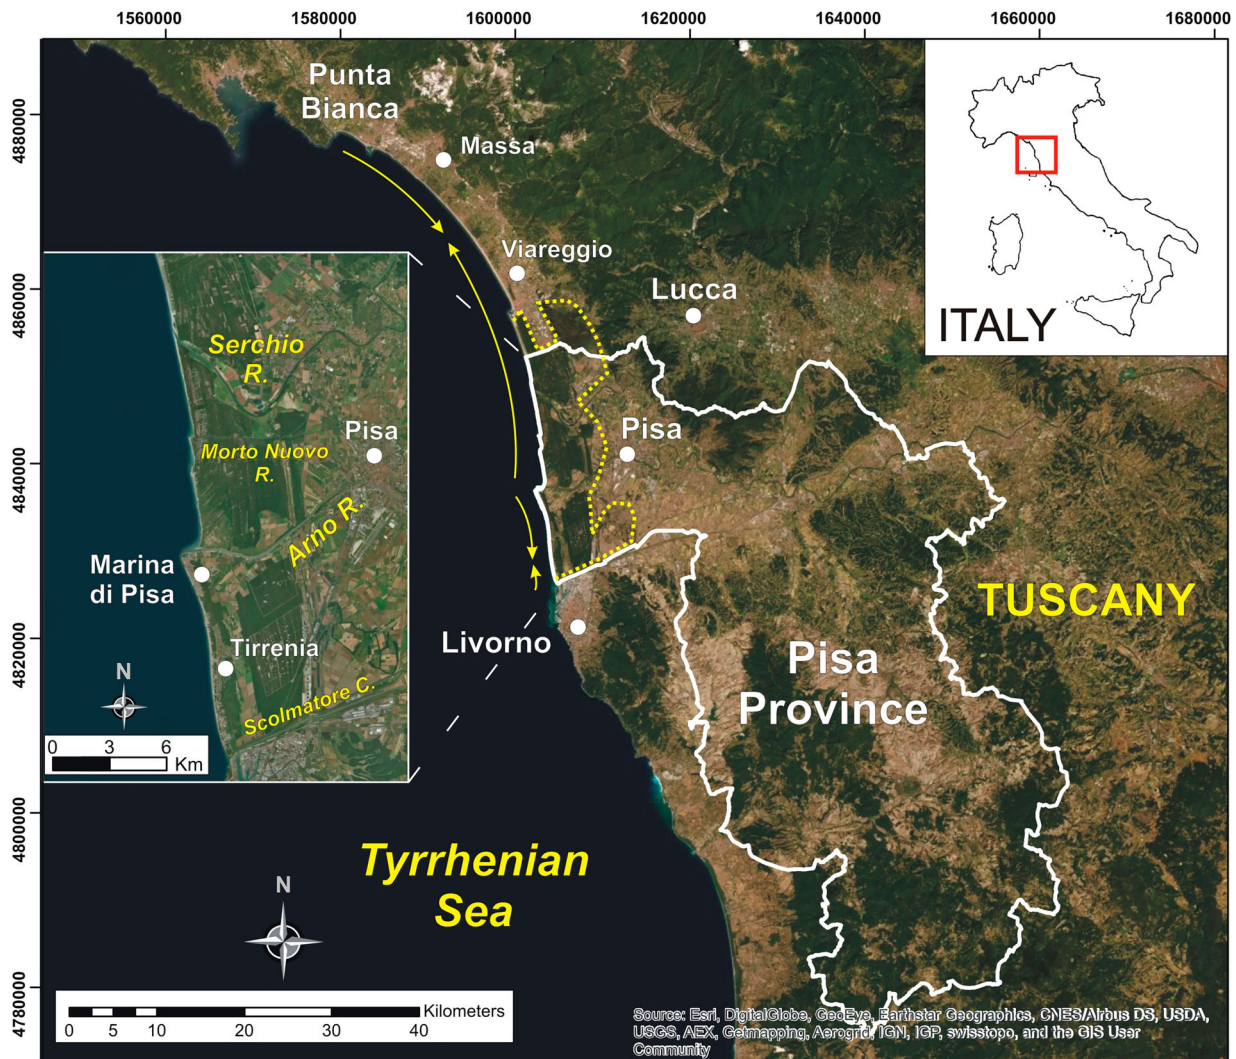 1560000
1580000
1600000
1620000
1640000
1660000
1680000
4880000
4860000
4840000
4820000
4800000
4780000
Punta
Bianca
Massa
Viareggio
Lucca
Pisa
Livorno
TUSCANY
Pisa
Province
Tyrrhenian
Sea
ITALY
Serchio
R.
Morto Nuovo
R.
Pisa
Arno R.
Marina
di Pisa
Tirrenia
Scolmatore C.
N
0 3 6
Km
N
Kilometers
0 5 10 20 30 40
Source: Esri, DigitalGlobe, GeoEye, Earthstar Geographics, CNES/Airbus DS, USDA,
USGS, AEX, Getmapping, Aerogrid, IGN, IGP, swisstopo, and the GIS User
Community